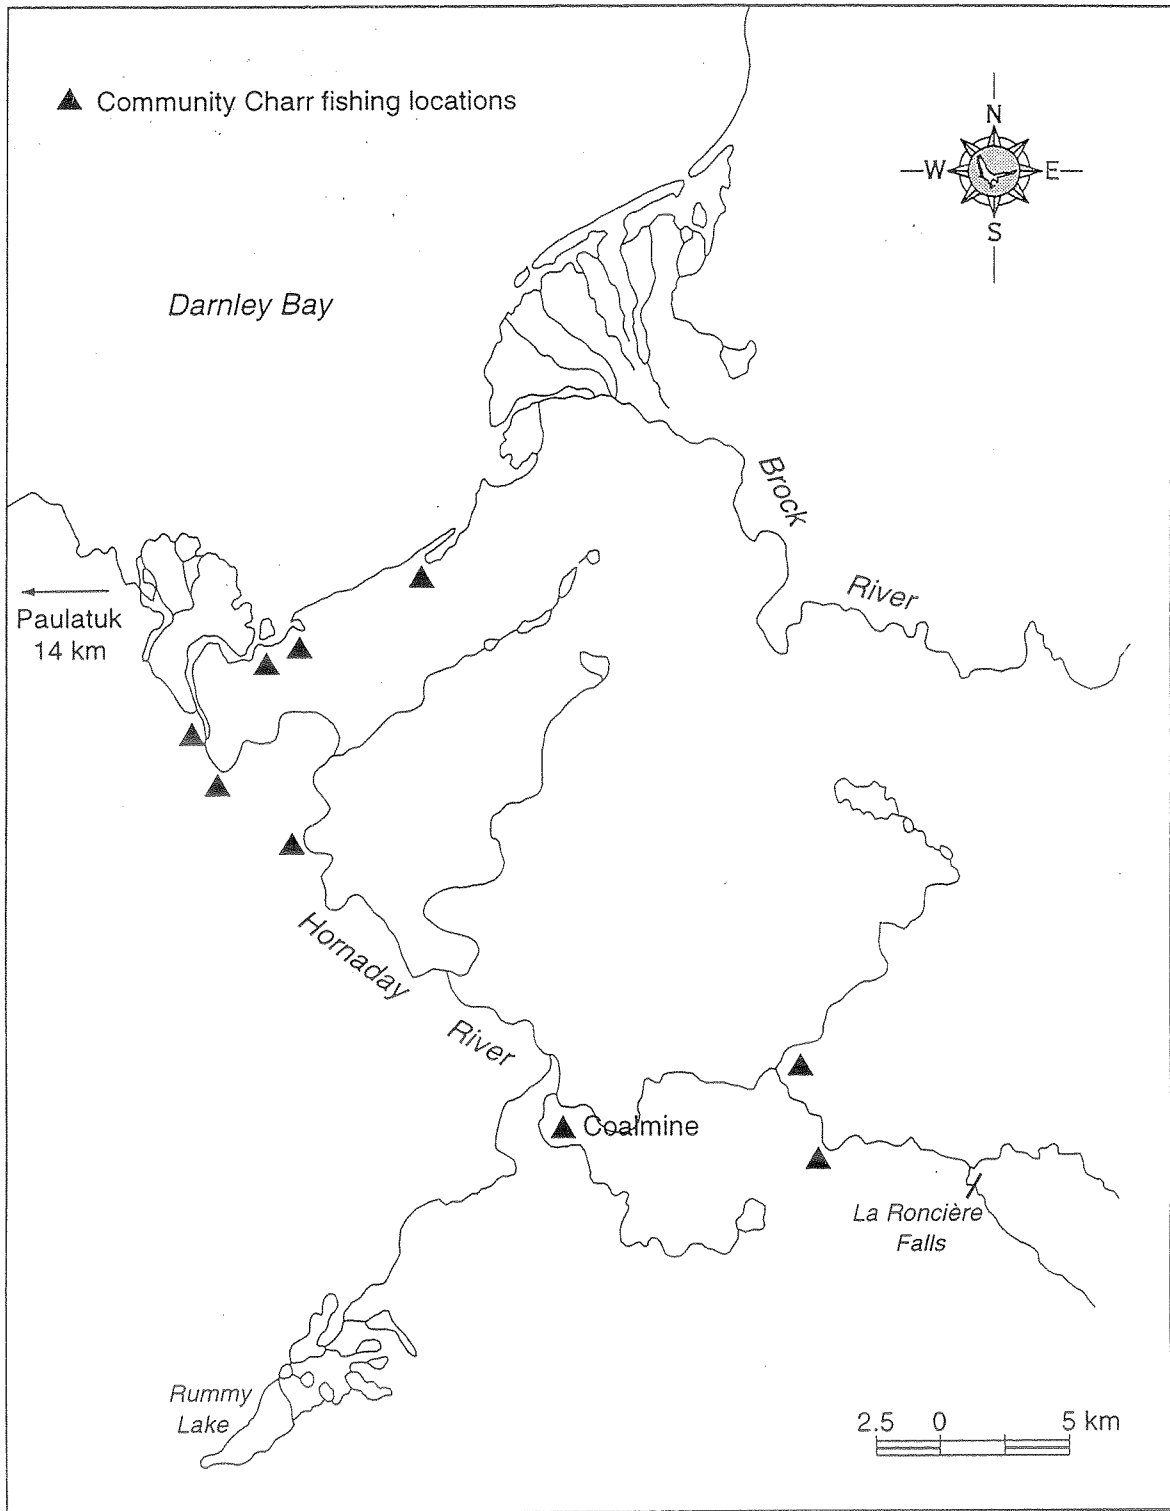 Community Charr fishing locations
N
W E
S
Darnley Bay
Brock
River
Paulatuk
14 km
Hornaday
River
Coalmine
La Roncière
Falls
Rummy
Lake
2.5 0 5 km